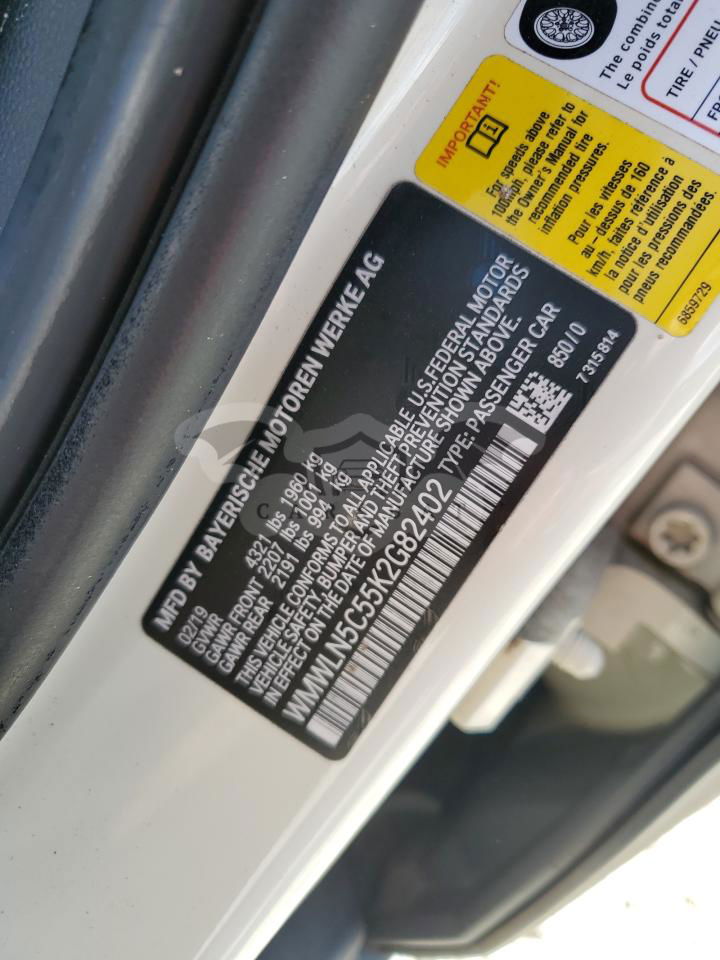 The combine
Le poids total
TIRE / PNEU
IMPORTANT!
For speeds above
100mph, please refer to
the Owner's Manual for
recommended tire
inflation pressures.
Pour les vitesses
au – dessus de 160
km/h, faites référence à
la notice d'utilisation
pour les pressions des
pneus recommandées.
6859729
MFD BY BAYERISCHE MOTOREN WERKE AG
02/19
GVWR 4321 lbs 1960 kg
GAWR FRONT 2207 lbs 1001 kg
GAWR REAR 2191 lbs 994 kg
THIS VEHICLE CONFORMS TO ALL APPLICABLE U.S.FEDERAL MOTOR
VEHICLE SAFETY, BUMPER AND THEFT PREVENTION STANDARDS
IN EFFECT ON THE DATE OF MANUFACTURE SHOWN ABOVE.
WMWLN5C55K2G82402 TYPE: PASSENGER CAR
850/0
7315814